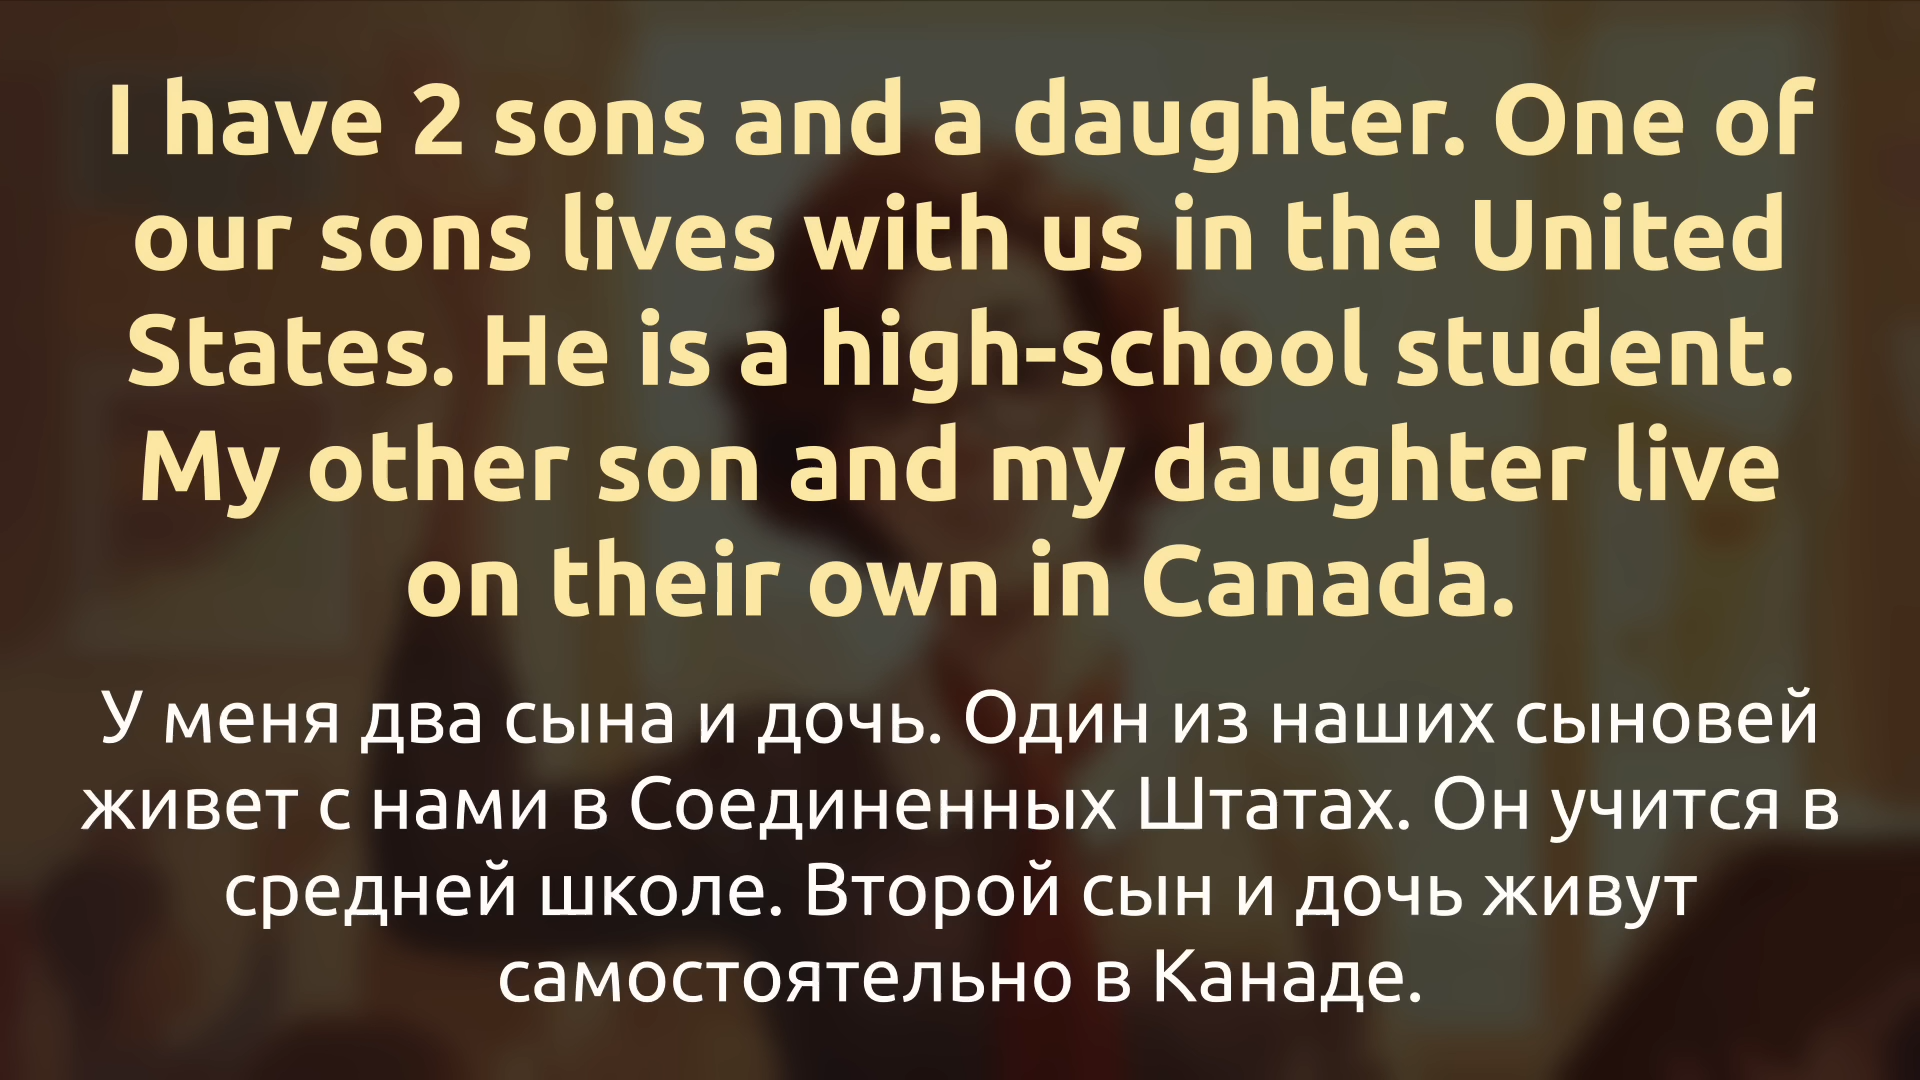 I have 2 sons and a daughter. One of
our sons lives with us in the United
States. He is a high-school student.
My other son and my daughter live
on their own in Canada.
У меня два сына и дочь. Один из наших сыновей
живет с нами в Соединенных Штатах. Он учится в
средней школе. Второй сын и дочь живут
самостоятельно в Канаде.